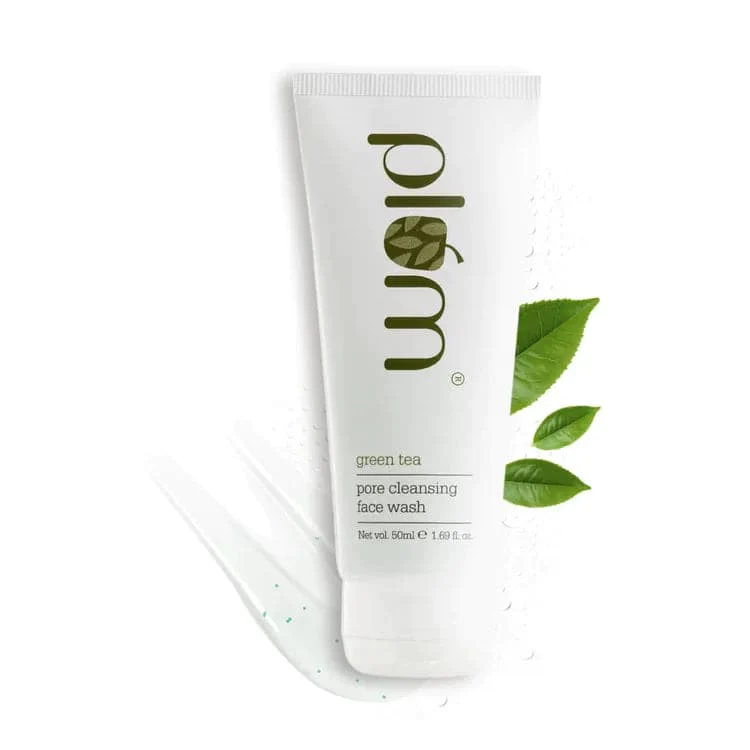 plum
®
green tea
pore cleansing
face wash
Net vol. 50ml ℮ 1.69 fl. oz.